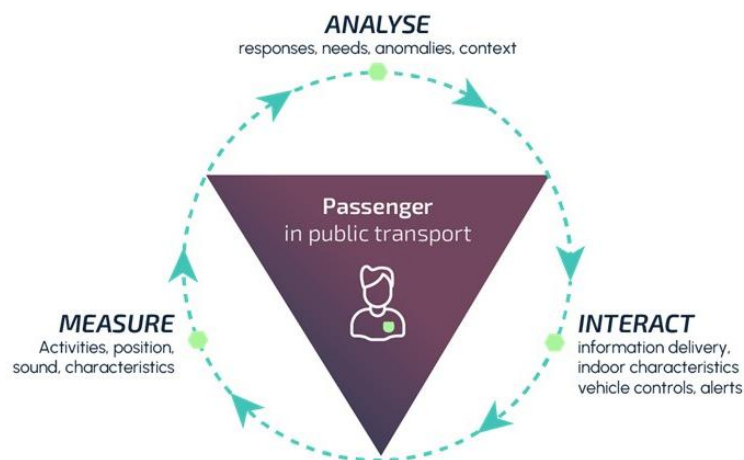 ANALYSE
responses, needs, anomalies, context
Passenger
in public transport
MEASURE
Activities, position,
sound, characteristics
INTERACT
information delivery,
indoor characteristics
vehicle controls, alerts